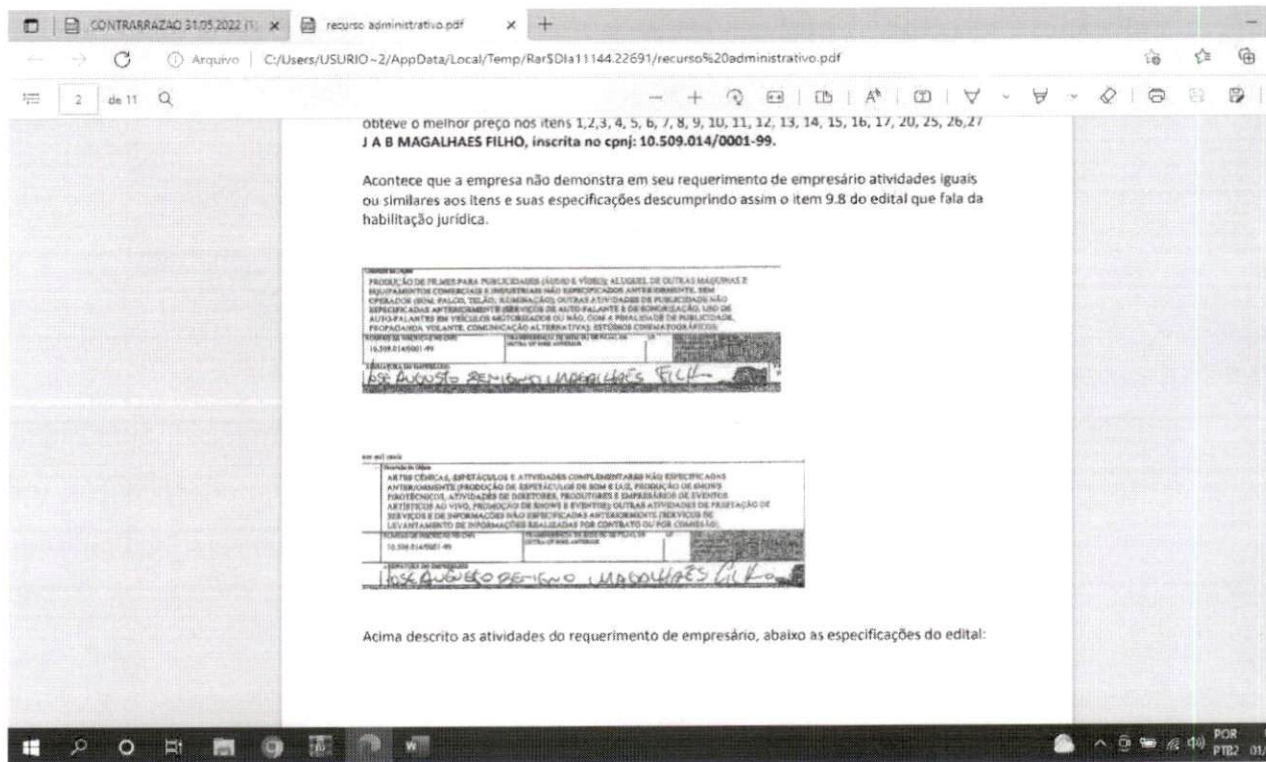 CONTRARRAZAO 31.05.2022 (1)
recurso administrativo.pdf
Arquivo
C:/Users/USURIO~2/AppData/Local/Temp/Rar$DIa11144.22691/recurso%20administrativo.pdf
2 de 11
obteve o melhor preço nos itens 1,2,3, 4, 5, 6, 7, 8, 9, 10, 11, 12, 13, 14, 15, 16, 17, 20, 25, 26,27
J A B MAGALHAES FILHO, inscrita no cpnj: 10.509.014/0001-99.
Acontece que a empresa não demonstra em seu requerimento de empresário atividades iguais
ou similares aos itens e suas especificações descumprindo assim o item 9.8 do edital que fala da
habilitação jurídica.
PRODUÇÃO DE FILMES PARA PUBLICIDADES (ÁUDIO E VÍDEO); ALUGUEL DE OUTRAS MÁQUINAS E
EQUIPAMENTOS COMERCIAIS E INDUSTRIAIS NÃO ESPECIFICADOS ANTERIORMENTE, SEM
OPERADOR (SOM, PALCO, TELÃO, ILUMINAÇÃO); OUTRAS ATIVIDADES DE PUBLICIDADE NÃO
ESPECIFICADAS ANTERIORMENTE (SERVIÇOS DE AUTO-FALANTE E DE SONORIZAÇÃO, USO DE
AUTO-FALANTES EM VEÍCULOS MOTORIZADOS OU NÃO, COM A FINALIDADE DE PUBLICIDADE,
PROPAGANDA VOLANTE, COMUNICAÇÃO ALTERNATIVA); ESTÚDIOS CINEMATOGRÁFICOS;
10.509.014/0001-99
ASSINATURA DO EMPRESÁRIO
JOSÉ AUGUSTO BENIGNO MAGALHÃES FILHO
ARTES CÊNICAS, ESPETÁCULOS E ATIVIDADES COMPLEMENTARES NÃO ESPECIFICADAS
ANTERIORMENTE (PRODUÇÃO DE ESPETÁCULOS DE SOM E LUZ, PRODUÇÃO DE SHOWS
PIROTÉCNICOS, ATIVIDADES DE DIRETORES, PRODUTORES E EMPRESÁRIOS DE EVENTOS
ARTÍSTICOS AO VIVO, PROMOÇÃO DE SHOWS E EVENTOS); OUTRAS ATIVIDADES DE PRESTAÇÃO DE
SERVIÇOS E DE INFORMAÇÕES NÃO ESPECIFICADAS ANTERIORMENTE (SERVIÇOS DE
LEVANTAMENTO DE INFORMAÇÕES REALIZADAS POR CONTRATO OU POR COMISSÃO;
10.509.014/0001-99
ASSINATURA DO EMPRESÁRIO
JOSÉ AUGUSTO BENIGNO MAGALHÃES FILHO
Acima descrito as atividades do requerimento de empresário, abaixo as especificações do edital:
POR
PTB2 01/